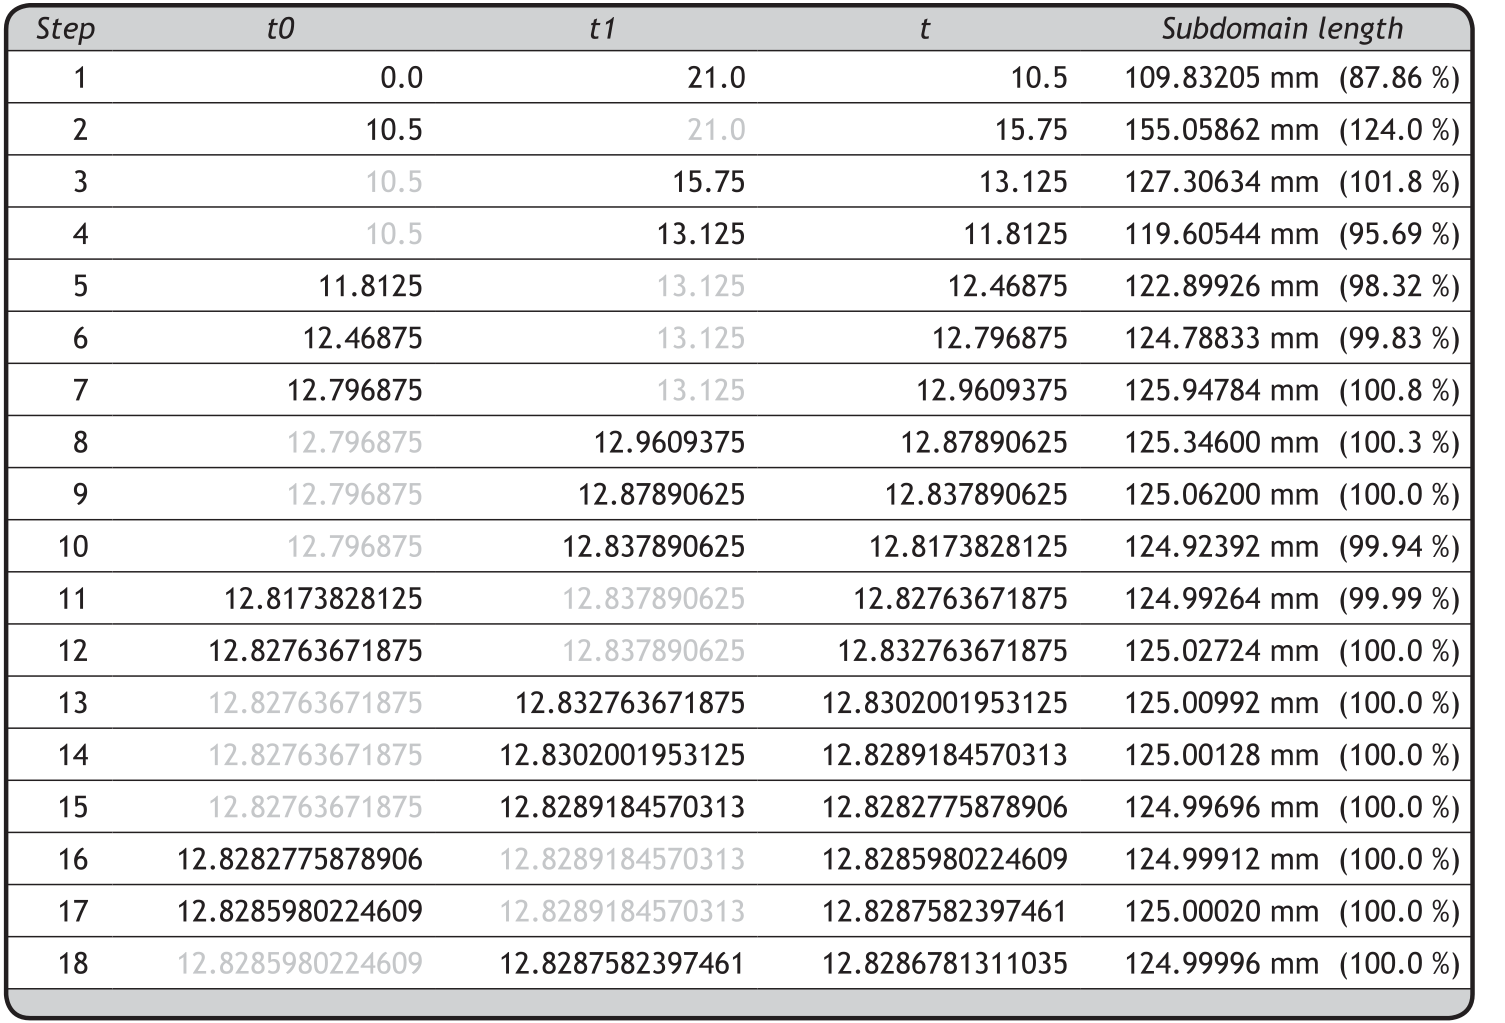 Step t0 t1 t Subdomain length
1 0.0 21.0 10.5 109.83205 mm (87.86 %)
2 10.5 21.0 15.75 155.05862 mm (124.0 %)
3 10.5 15.75 13.125 127.30634 mm (101.8 %)
4 10.5 13.125 11.8125 119.60544 mm (95.69 %)
5 11.8125 13.125 12.46875 122.89926 mm (98.32 %)
6 12.46875 13.125 12.796875 124.78833 mm (99.83 %)
7 12.796875 13.125 12.9609375 125.94784 mm (100.8 %)
8 12.796875 12.9609375 12.87890625 125.34600 mm (100.3 %)
9 12.796875 12.87890625 12.837890625 125.06200 mm (100.0 %)
10 12.796875 12.837890625 12.8173828125 124.92392 mm (99.94 %)
11 12.8173828125 12.837890625 12.82763671875 124.99264 mm (99.99 %)
12 12.82763671875 12.837890625 12.832763671875 125.02724 mm (100.0 %)
13 12.82763671875 12.832763671875 12.8302001953125 125.00992 mm (100.0 %)
14 12.82763671875 12.8302001953125 12.8289184570313 125.00128 mm (100.0 %)
15 12.82763671875 12.8289184570313 12.8282775878906 124.99696 mm (100.0 %)
16 12.8282775878906 12.8289184570313 12.8285980224609 124.99912 mm (100.0 %)
17 12.8285980224609 12.8289184570313 12.8287582397461 125.00020 mm (100.0 %)
18 12.8285980224609 12.8287582397461 12.8286781311035 124.99996 mm (100.0 %)